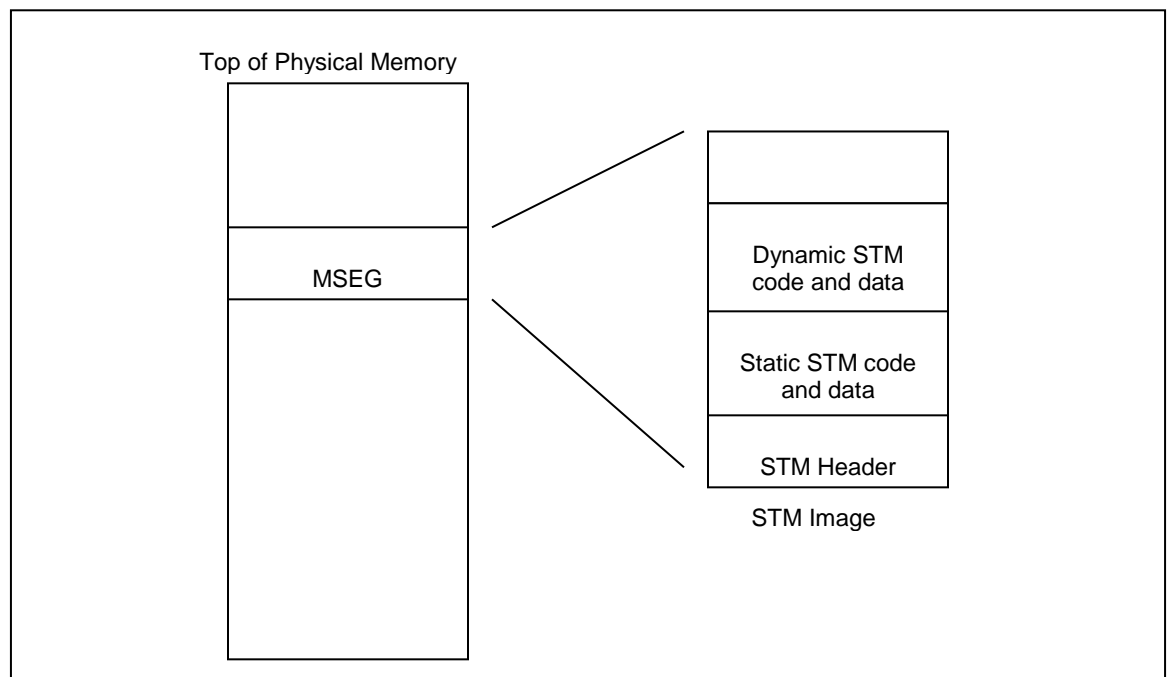 Top of Physical Memory
MSEG
Dynamic STM
code and data
Static STM code
and data
STM Header
STM Image